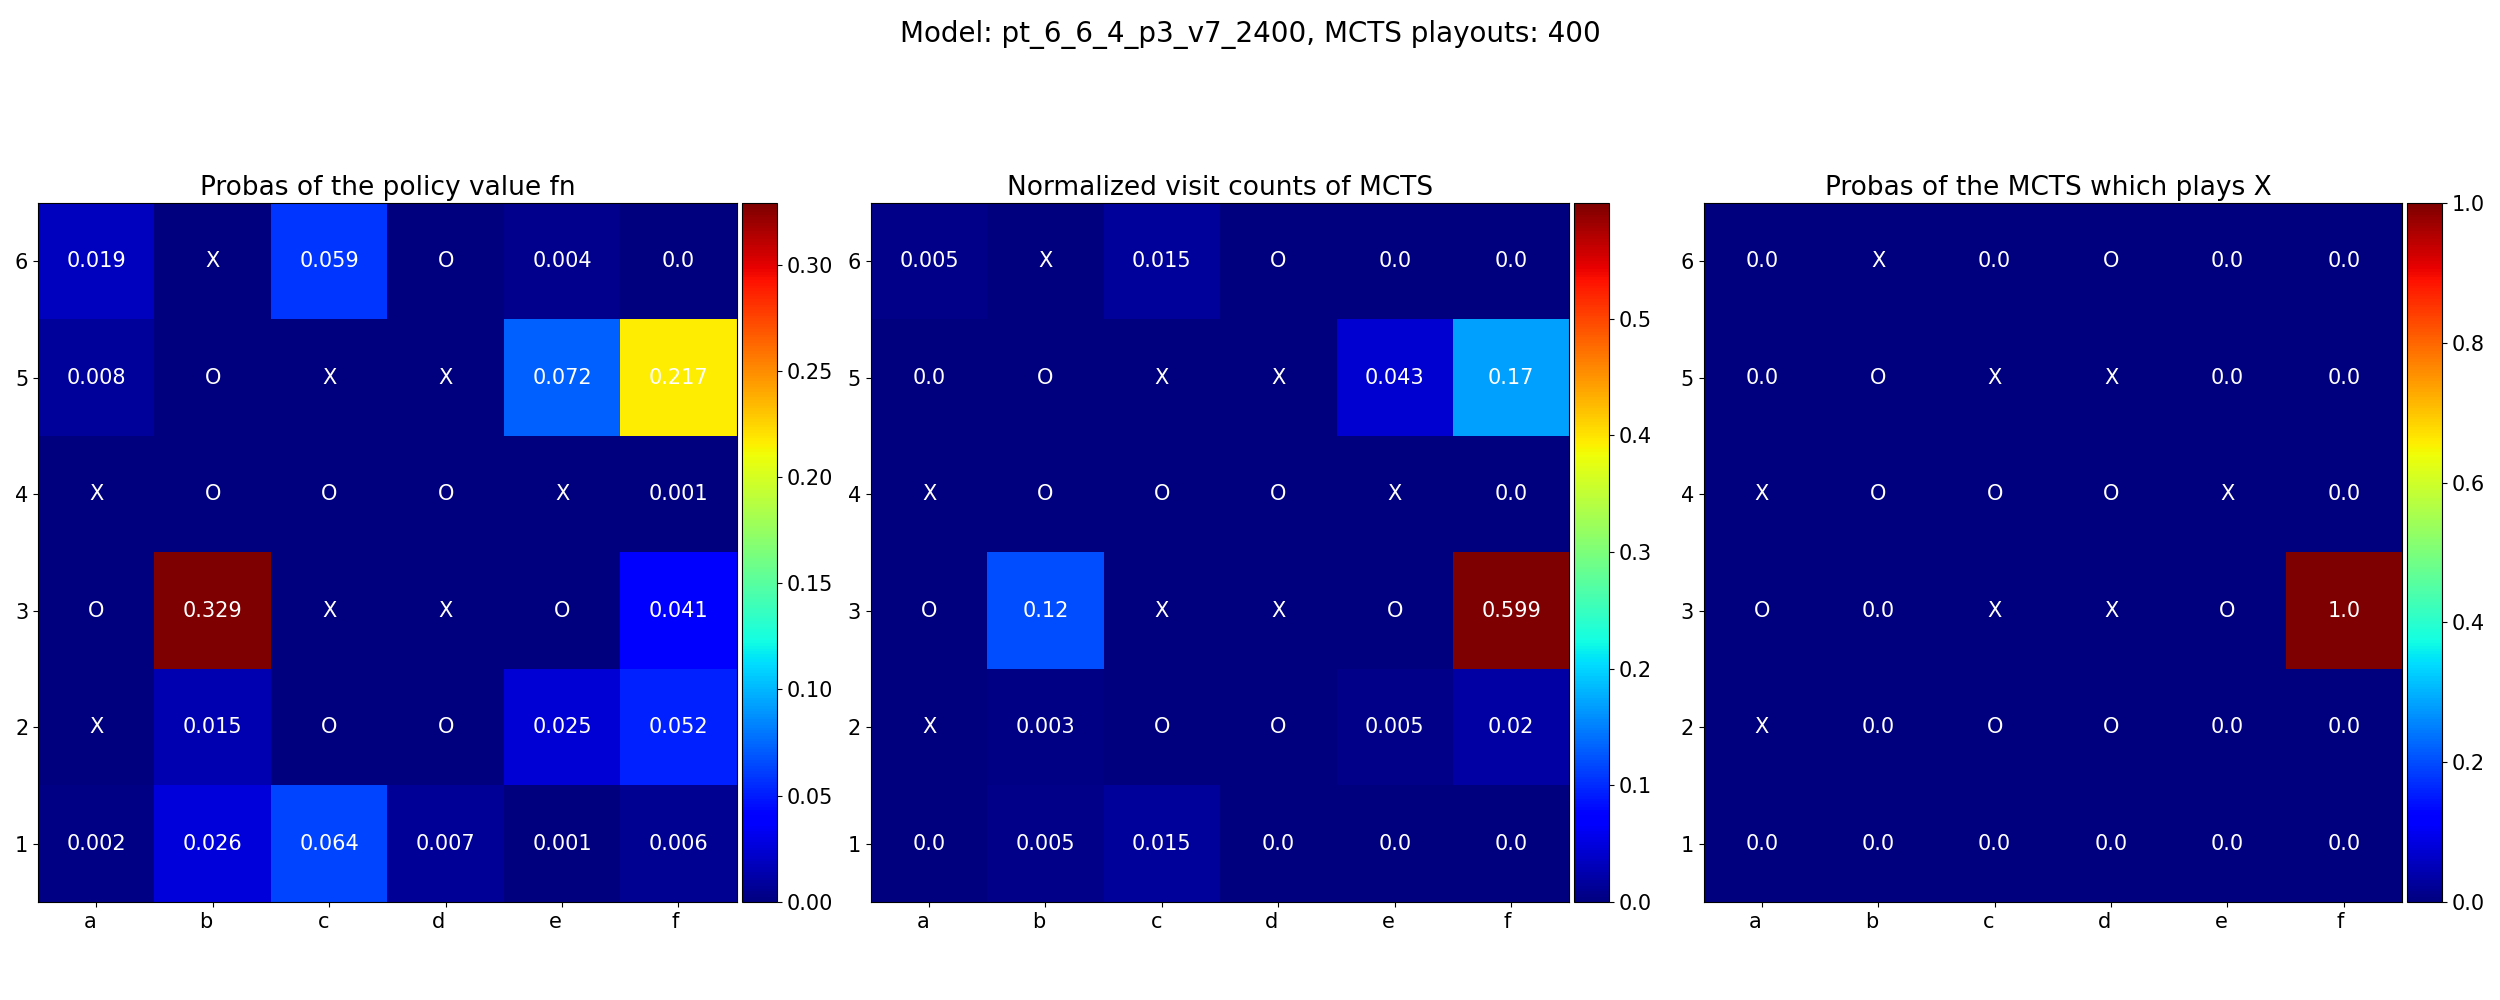 Model: pt_6_6_4_p3_v7_2400, MCTS playouts: 400
Probas of the policy value fn
6 0.019 X 0.059 O 0.004 0.0
5 0.008 O X X 0.072 0.217
4 X O O O X 0.001
3 O 0.329 X X O 0.041
2 X 0.015 O O 0.025 0.052
1 0.002 0.026 0.064 0.007 0.001 0.006
a b c d e f
0.30
0.25
0.20
0.15
0.10
0.05
0.00
Normalized visit counts of MCTS
6 0.005 X 0.015 O 0.0 0.0
5 0.0 O X X 0.043 0.17
4 X O O O X 0.0
3 O 0.12 X X O 0.599
2 X 0.003 O O 0.005 0.02
1 0.0 0.005 0.015 0.0 0.0 0.0
a b c d e f
0.5
0.4
0.3
0.2
0.1
0.0
Probas of the MCTS which plays X
6 0.0 X 0.0 O 0.0 0.0
5 0.0 O X X 0.0 0.0
4 X O O O X 0.0
3 O 0.0 X X O 1.0
2 X 0.0 O O 0.0 0.0
1 0.0 0.0 0.0 0.0 0.0 0.0
a b c d e f
1.0
0.8
0.6
0.4
0.2
0.0